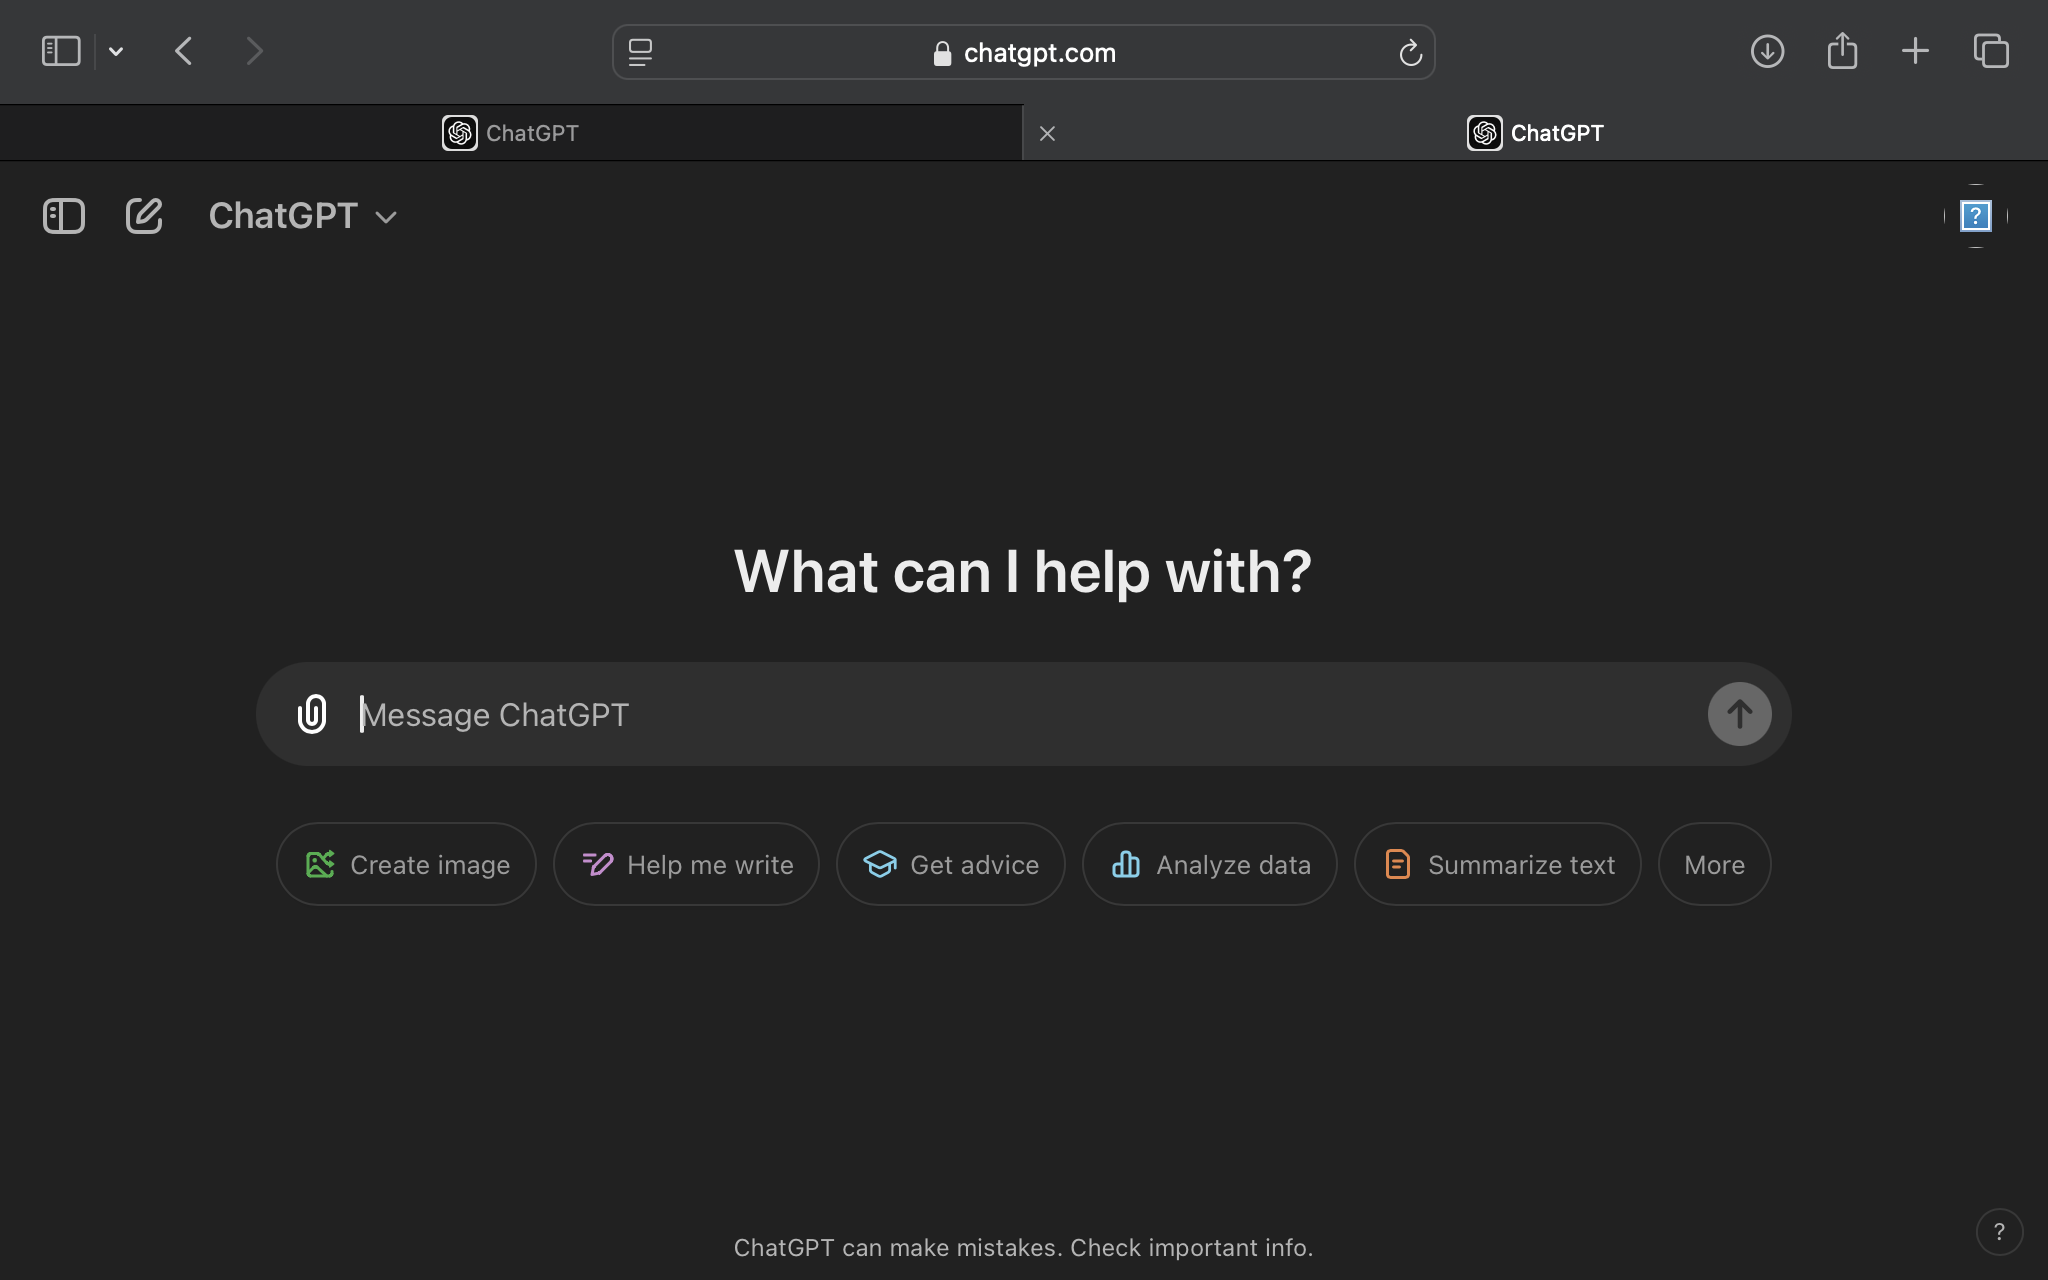 chatgpt.com
ChatGPT
ChatGPT
ChatGPT
?
What can I help with?
Message ChatGPT
Create image
Help me write
Get advice
Analyze data
Summarize text
More
ChatGPT can make mistakes. Check important info.
?